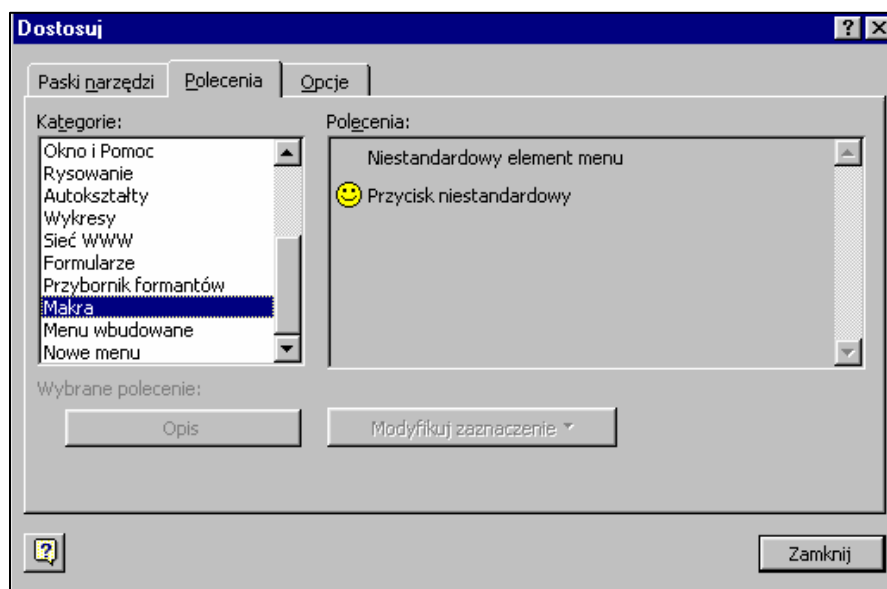 Dostosuj
Paski narzędzi
Polecenia
Opcje
Kategorie:
Okno i Pomoc
Rysowanie
Autokształty
Wykresy
Sieć WWW
Formularze
Przybornik formantów
Makra
Menu wbudowane
Nowe menu
Polecenia:
Niestandardowy element menu
Przycisk niestandardowy
Wybrane polecenie:
Opis
Modyfikuj zaznaczenie
Zamknij